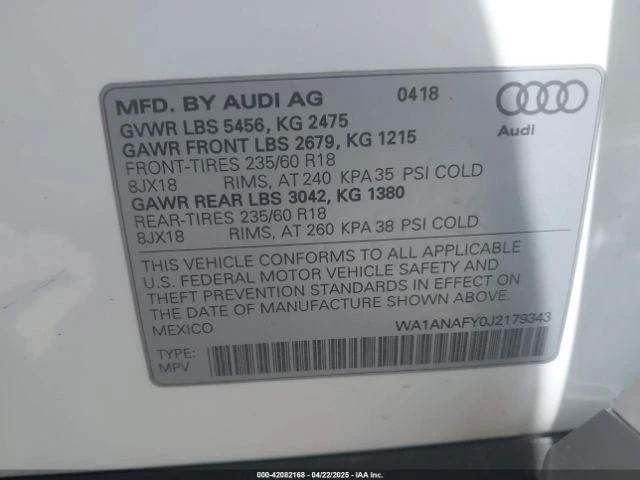 MFD. BY AUDI AG 0418
Audi
GVWR LBS 5456, KG 2475
GAWR FRONT LBS 2679, KG 1215
FRONT-TIRES 235/60 R18
8JX18 RIMS, AT 240 KPA 35 PSI COLD
GAWR REAR LBS 3042, KG 1380
REAR-TIRES 235/60 R18
8JX18 RIMS, AT 260 KPA 38 PSI COLD
THIS VEHICLE CONFORMS TO ALL APPLICABLE
U.S. FEDERAL MOTOR VEHICLE SAFETY AND
THEFT PREVENTION STANDARDS IN EFFECT ON
THE DATE OF MANUFACTURE SHOWN ABOVE.
MEXICO WA1ANAFY0J2179343
TYPE:
MPV
000-42082168 - 04/22/2025 - IAA Inc.